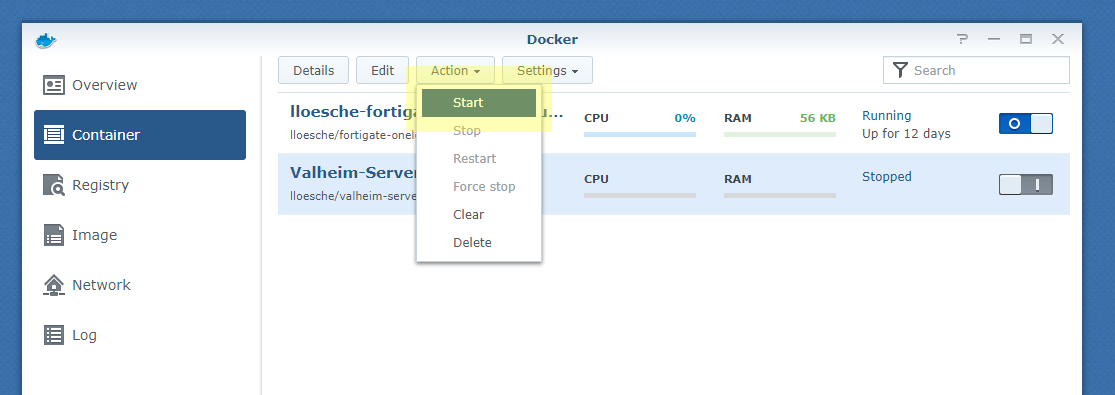 Docker
Overview
Container
Registry
Image
Network
Log
Details Edit Action Settings Search
Start
Stop
Restart
Force stop
Clear
Delete
lloesche-fortiga u...
lloesche/fortigate-onel
CPU 0% RAM 56 KB
Running
Up for 12 days
Valheim-Server
lloesche/valheim-serve
CPU RAM
Stopped